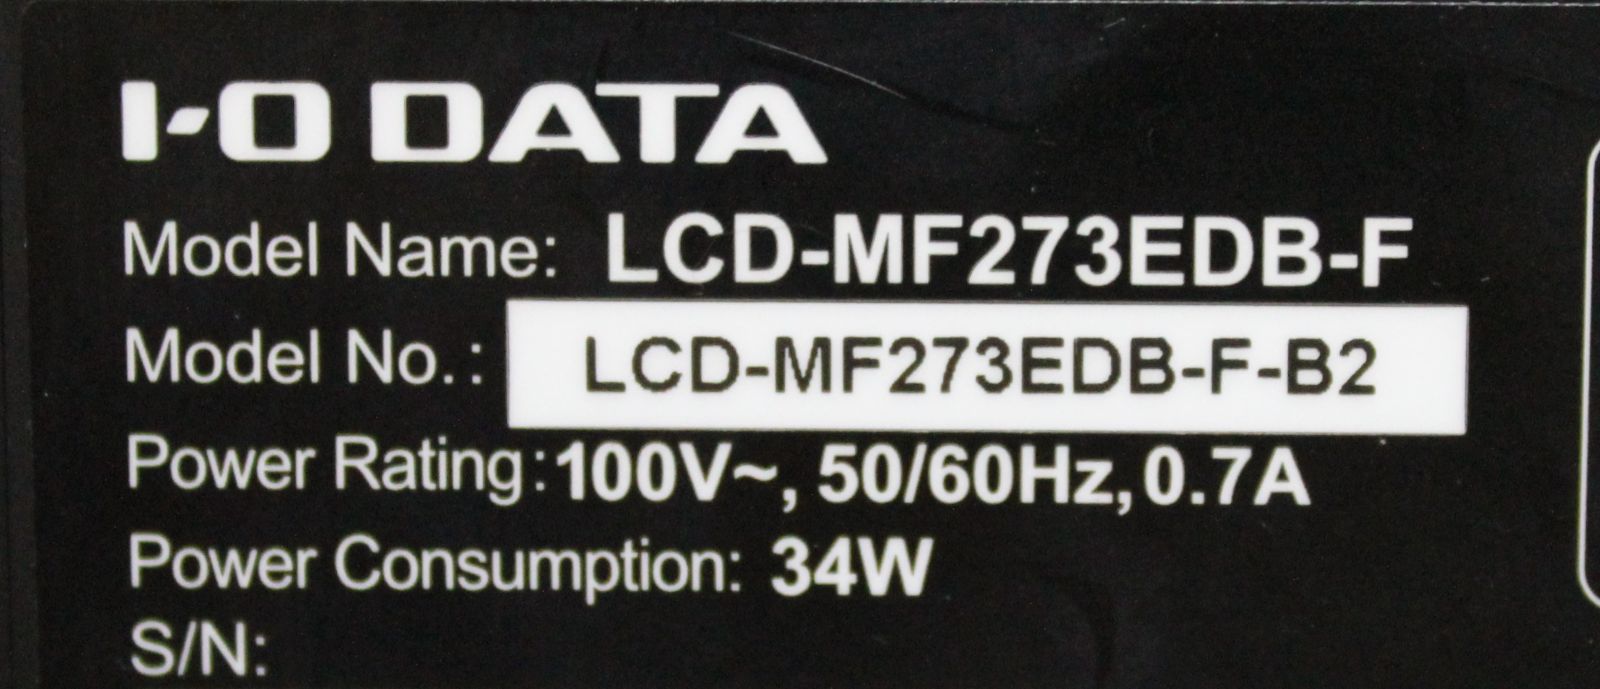 I-O DATA
Model Name: LCD-MF273EDB-F
Model No.: LCD-MF273EDB-F-B2
Power Rating:100V~, 50/60Hz, 0.7A
Power Consumption: 34W
S/N: